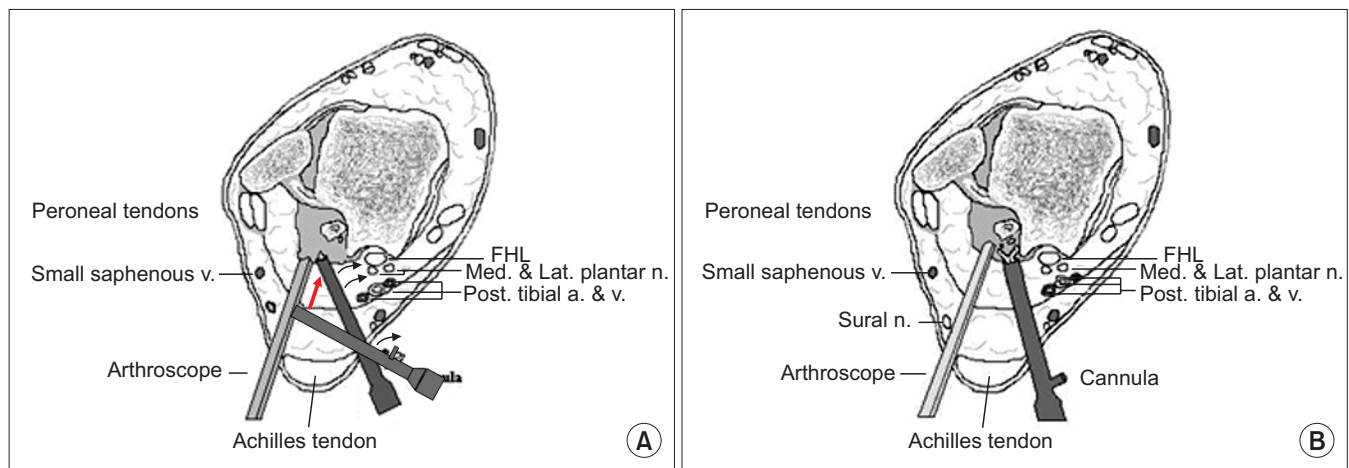 Peroneal tendons
Small saphenous v.
Arthroscope
Achilles tendon
FHL
Med. & Lat. plantar n.
Post. tibial a. & v.
A
Peroneal tendons
Small saphenous v.
Sural n.
Arthroscope
Achilles tendon
FHL
Med. & Lat. plantar n.
Post. tibial a. & v.
Cannula
B